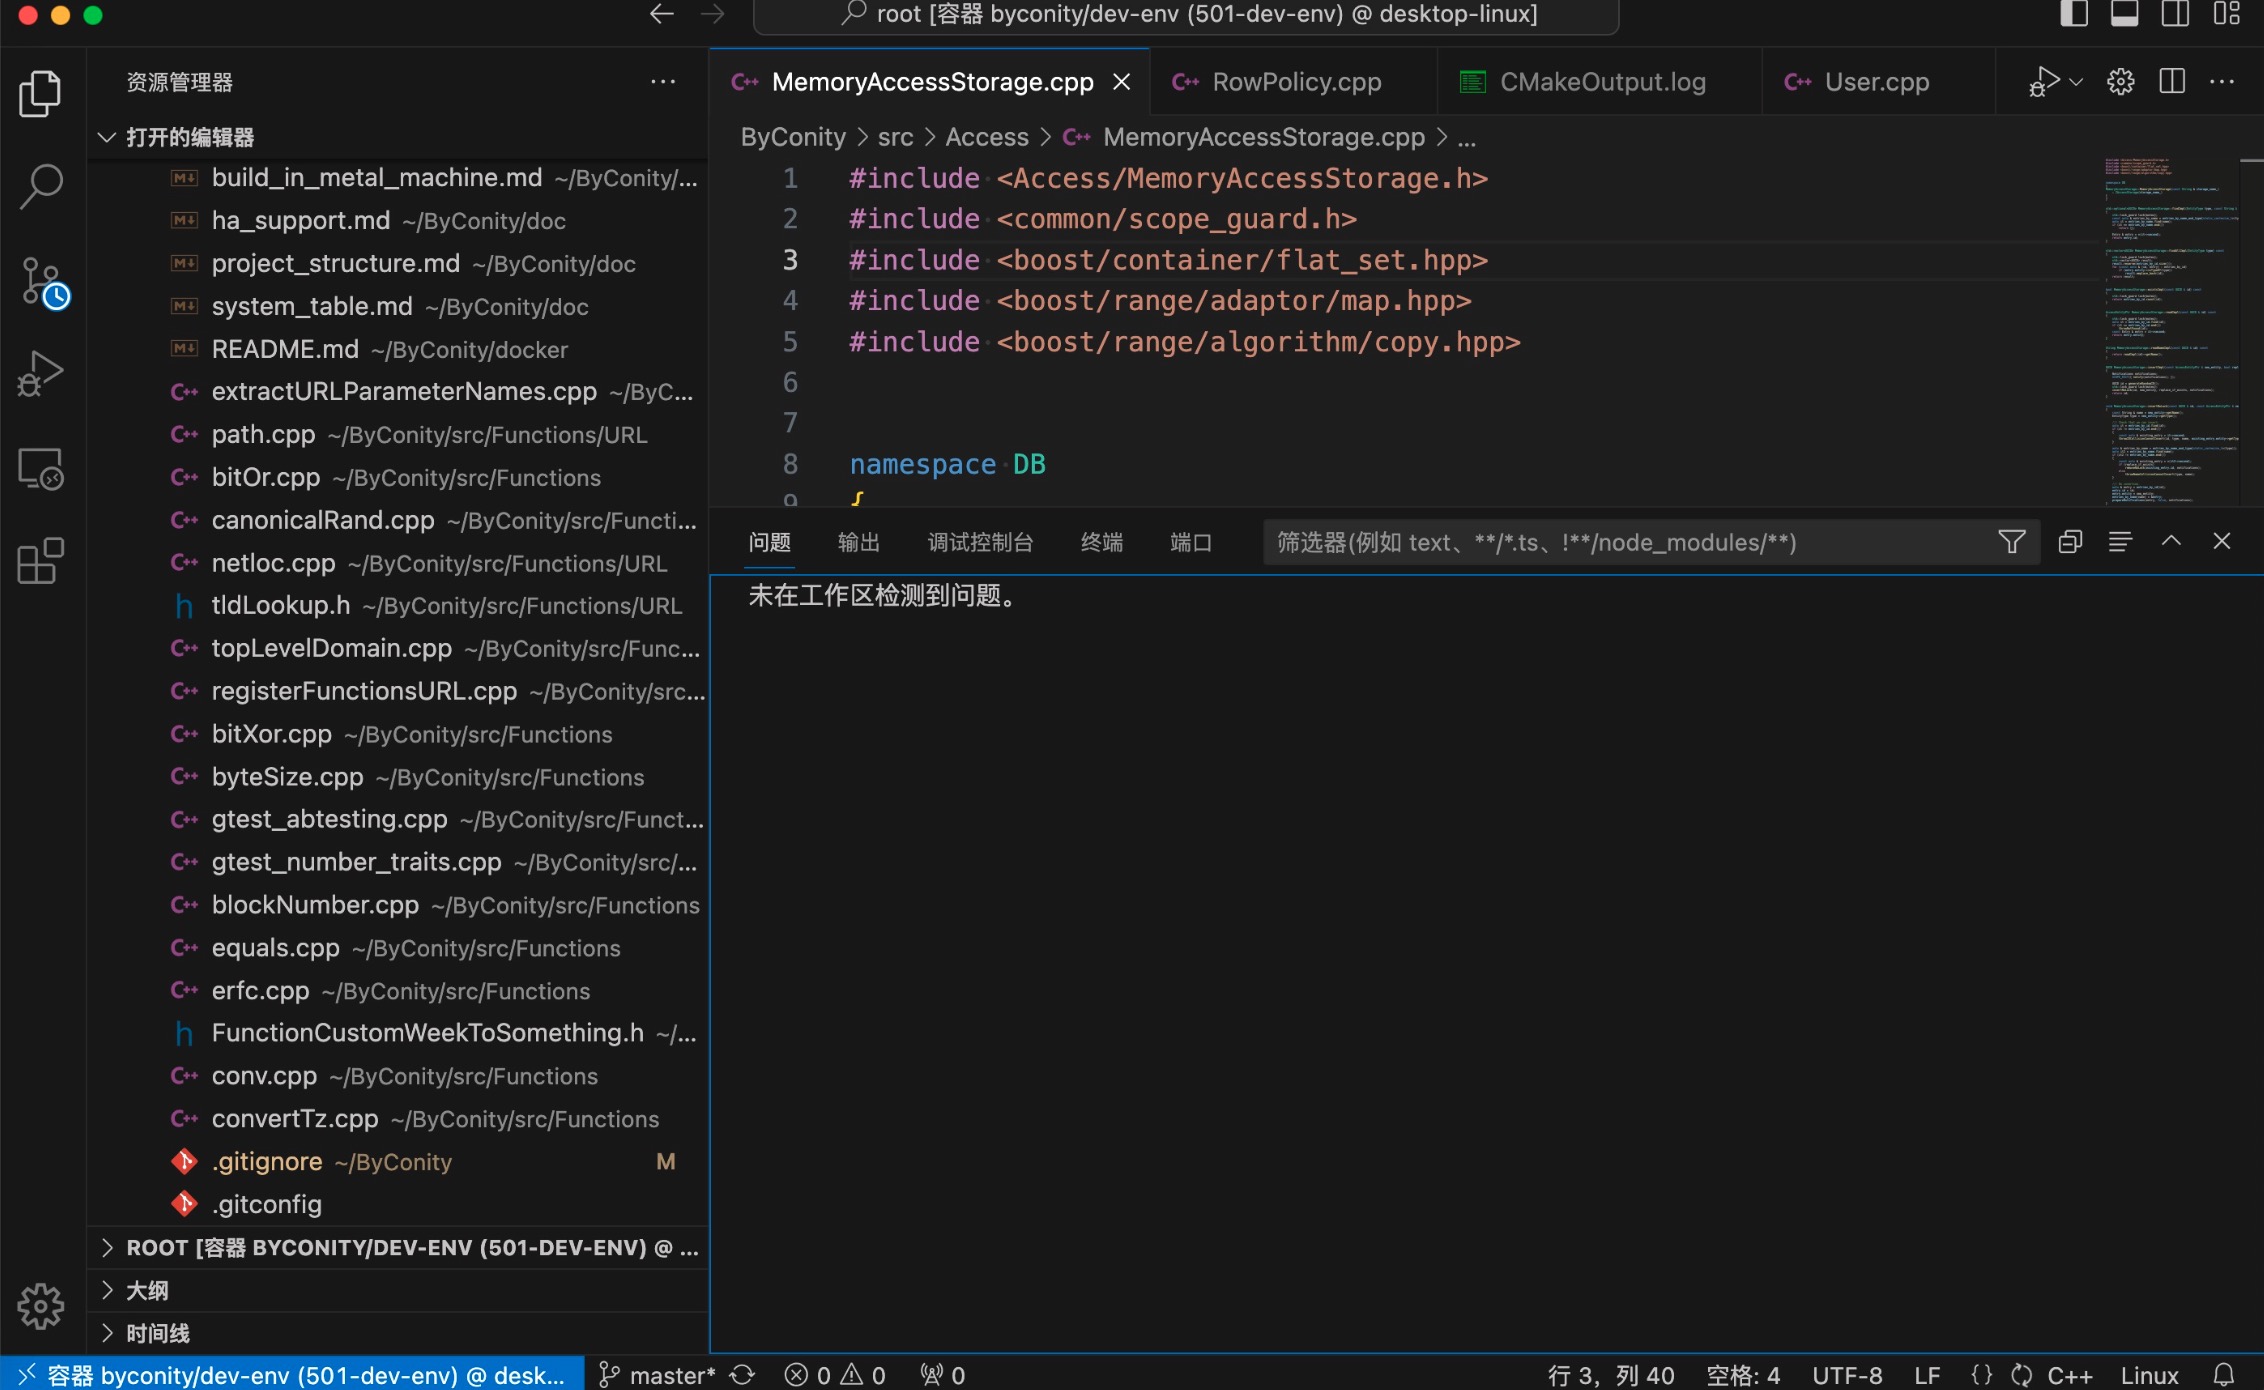 root [容器 byconity/dev-env (501-dev-env) @ desktop-linux]
资源管理器
打开的编辑器
build_in_metal_machine.md ~/ByConity/...
ha_support.md ~/ByConity/doc
project_structure.md ~/ByConity/doc
system_table.md ~/ByConity/doc
README.md ~/ByConity/docker
extractURLParameterNames.cpp ~/ByC...
path.cpp ~/ByConity/src/Functions/URL
bitOr.cpp ~/ByConity/src/Functions
canonicalRand.cpp ~/ByConity/src/Functi...
netloc.cpp ~/ByConity/src/Functions/URL
h tldLookup.h ~/ByConity/src/Functions/URL
topLevelDomain.cpp ~/ByConity/src/Func...
registerFunctionsURL.cpp ~/ByConity/src...
bitXor.cpp ~/ByConity/src/Functions
byteSize.cpp ~/ByConity/src/Functions
gtest_abtesting.cpp ~/ByConity/src/Funct...
gtest_number_traits.cpp ~/ByConity/src/...
blockNumber.cpp ~/ByConity/src/Functions
equals.cpp ~/ByConity/src/Functions
erfc.cpp ~/ByConity/src/Functions
h FunctionCustomWeekToSomething.h ~/...
conv.cpp ~/ByConity/src/Functions
convertTz.cpp ~/ByConity/src/Functions
.gitignore ~/ByConity M
.gitconfig
ROOT [容器 BYCONITY/DEV-ENV (501-DEV-ENV) @ ...
大纲
时间线
MemoryAccessStorage.cpp RowPolicy.cpp CMakeOutput.log User.cpp
ByConity > src > Access > MemoryAccessStorage.cpp > ...
1 #include <Access/MemoryAccessStorage.h>
2 #include <common/scope_guard.h>
3 #include <boost/container/flat_set.hpp>
4 #include <boost/range/adaptor/map.hpp>
5 #include <boost/range/algorithm/copy.hpp>
6
7
8 namespace DB
9 {
问题 输出 调试控制台 终端 端口 筛选器(例如 text、**/*.ts、!**/node_modules/**)
未在工作区检测到问题。
容器 byconity/dev-env (501-dev-env) @ desk... master* 0 0 0 行 3，列 40 空格: 4 UTF-8 LF {} C++ Linux